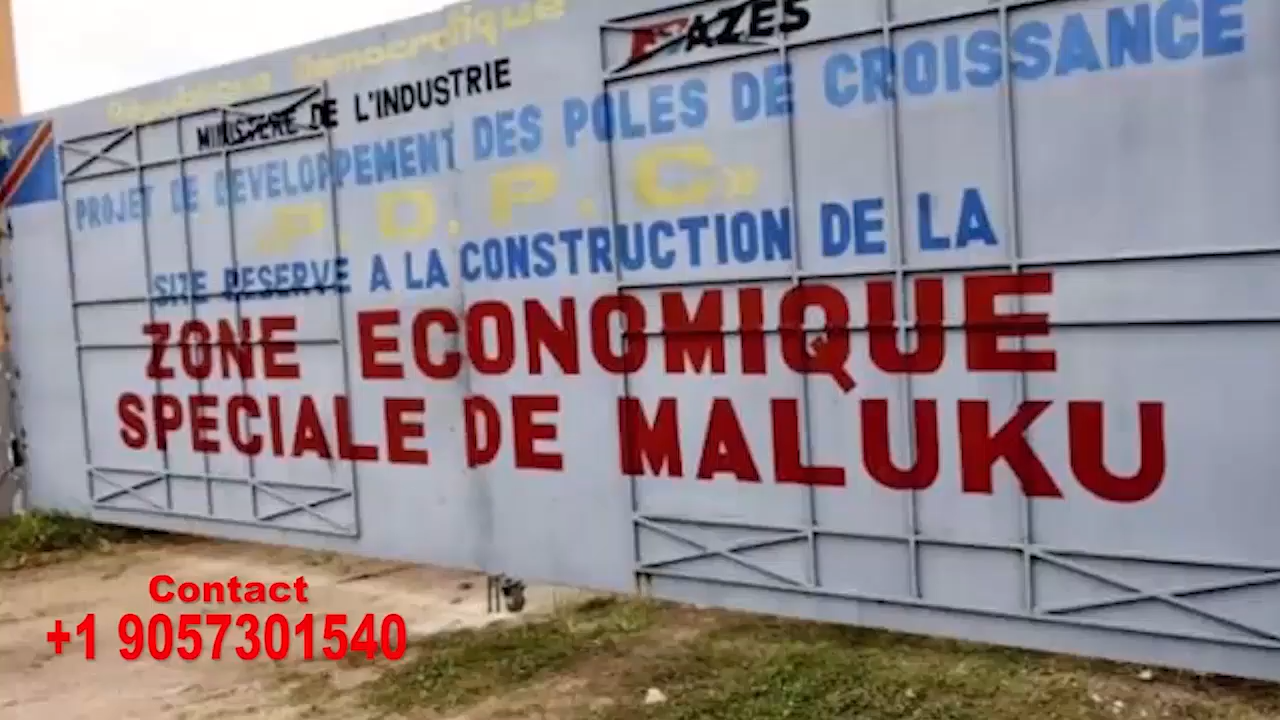 République Démocratique
AZES
MINISTERE DE L'INDUSTRIE
PROJET DE DEVELOPPEMENT DES POLES DE CROISSANCE
«P.D.P.C»
SITE RESERVE A LA CONSTRUCTION DE LA
ZONE ECONOMIQUE
SPECIALE DE MALUKU
Contact
+1 9057301540